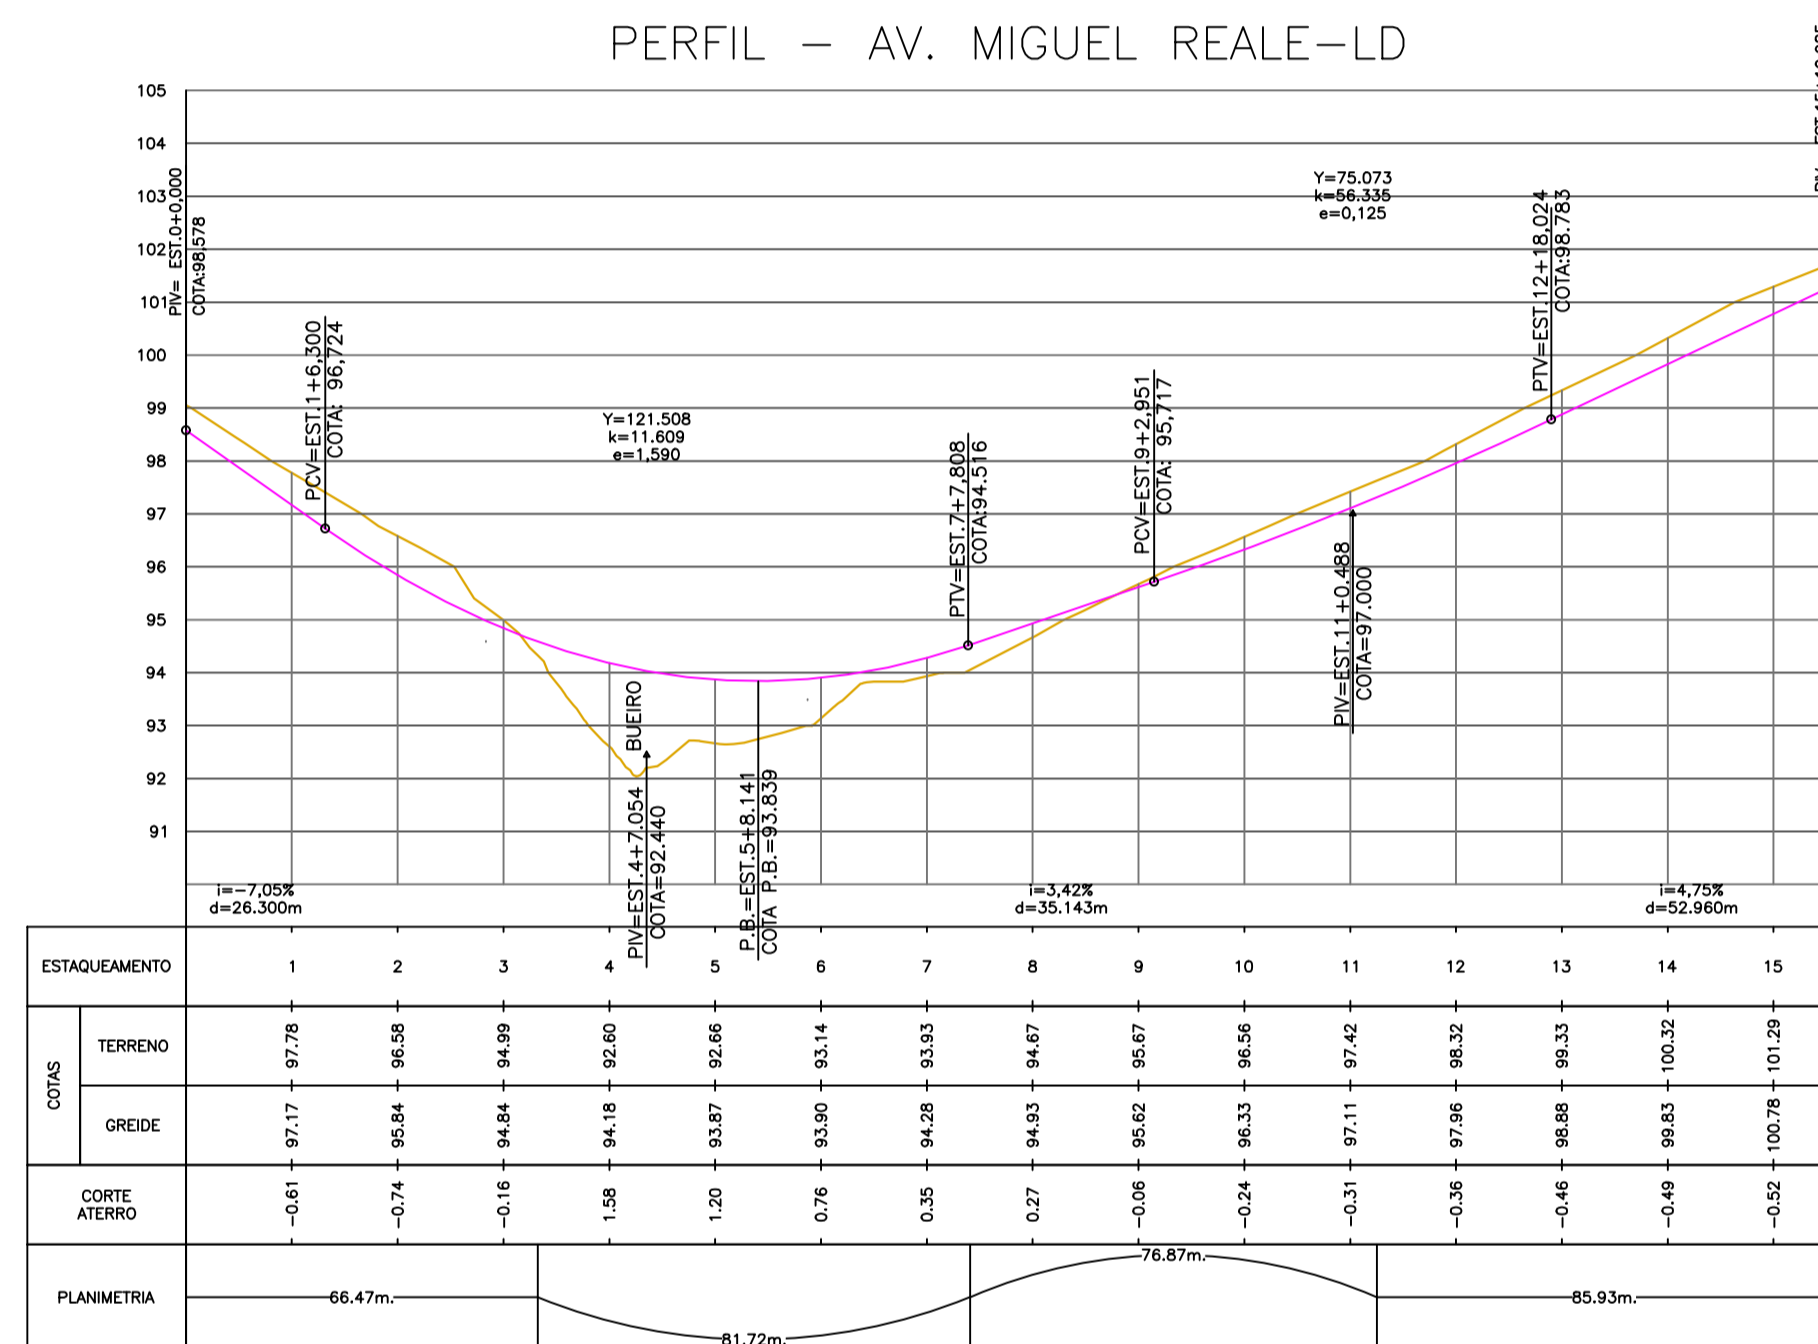 PERFIL - AV. MIGUEL REALE-LD
105
104
103
102
101
100
99
98
97
96
95
94
93
92
91
PIV= EST.0+0,000
COTA:98,578
PCV=EST.1+6,300
COTA: 96,724
Y=121.508
k=11.609
e=1,590
BUEIRO
PIV=EST.4+7.054
COTA=92.440
P.B.=EST.5+8.141
COTA P.B.=93.839
PTV=EST.7+7,808
COTA:94.516
PCV=EST.9+2,951
COTA: 95,717
Y=75.073
k=56.335
e=0,125
PIV=EST.11+0.488
COTA=97.000
PTV=EST.12+18,024
COTA:98.783
i=-7,05%
d=26.300m
i=3,42%
d=35.143m
i=4,75%
d=52.960m
ESTAQUEAMENTO 1 2 3 4 5 6 7 8 9 10 11 12 13 14 15
COTAS
TERRENO 97.78 96.58 94.99 92.60 92.66 93.14 93.93 94.67 95.67 96.56 97.42 98.32 99.33 100.32 101.29
GREIDE 97.17 95.84 94.84 94.18 93.87 93.90 94.28 94.93 95.62 96.33 97.11 97.96 98.88 99.83 100.78
CORTE
ATERRO
-0.61 -0.74 -0.16 1.58 1.20 0.76 0.35 0.27 -0.06 -0.24 -0.31 -0.36 -0.46 -0.49 -0.52
PLANIMETRIA
66.47m.
81.72m.
76.87m.
85.93m.